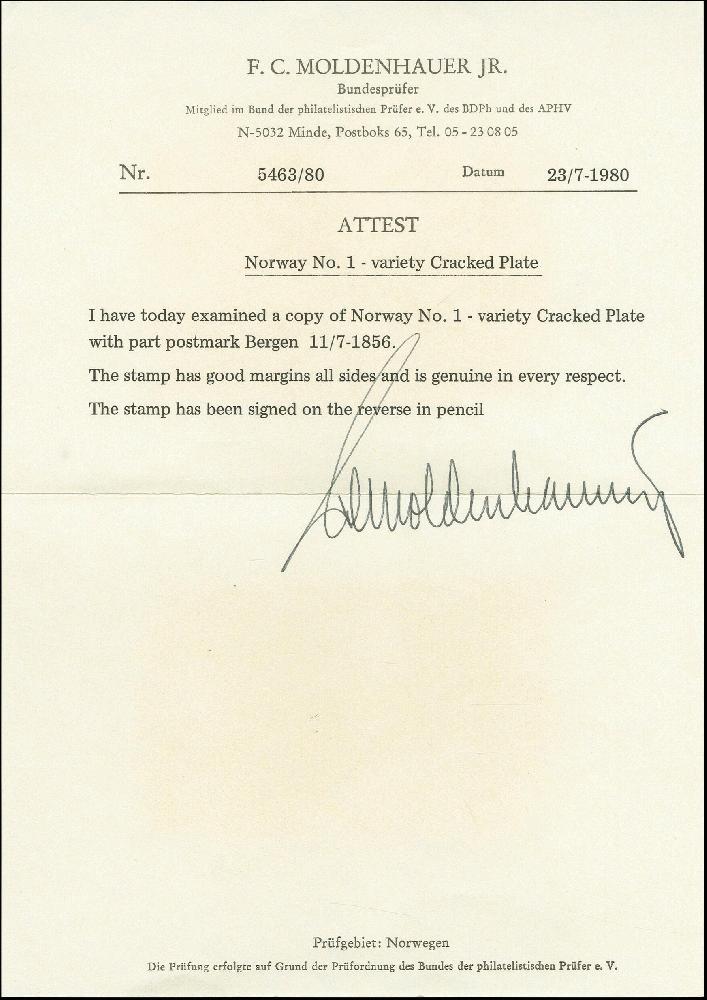 F. C. MOLDENHAUER JR.
Bundesprüfer
Mitglied im Bund der philatelistischen Prüfer e. V. des BDPh und des APHV
N-5032 Minde, Postboks 65, Tel. 05 - 23 08 05
Nr. 5463/80 Datum 23/7-1980
ATTEST
Norway No. 1 - variety Cracked Plate
I have today examined a copy of Norway No. 1 - variety Cracked Plate
with part postmark Bergen 11/7-1856.
The stamp has good margins all sides and is genuine in every respect.
The stamp has been signed on the reverse in pencil
Moldenhauer
Prüfgebiet: Norwegen
Die Prüfung erfolgte auf Grund der Prüfordnung des Bundes der philatelistischen Prüfer e. V.